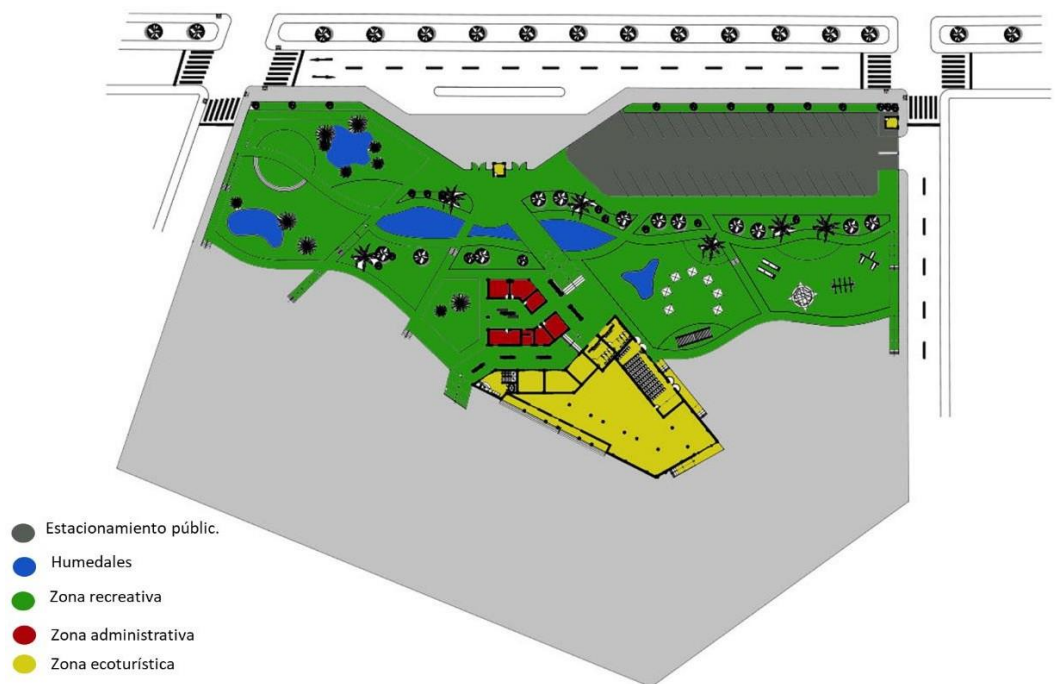 Estacionamiento públic.
Humedales
Zona recreativa
Zona administrativa
Zona ecoturística